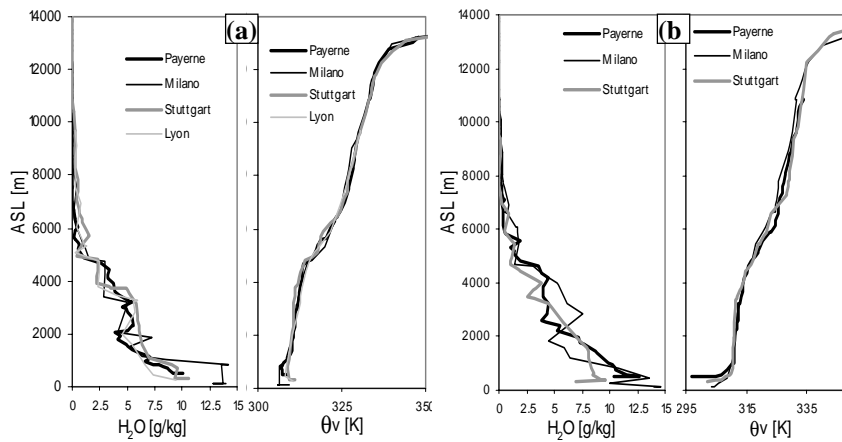 14000
12000
10000
8000
6000
4000
2000
0
ASL [m]
(a)
Payerne
Milano
Stuttgart
Lyon
0 2.5 5 7.5 10 12.5 15
H2O [g/kg]
Payerne
Milano
Stuttgart
Lyon
300 325 350
θv [K]
14000
12000
10000
8000
6000
4000
2000
0
ASL [m]
(b)
Payerne
Milano
Stuttgart
0 2.5 5 7.5 10 12.5 15
H2O [g/kg]
Payerne
Milano
Stuttgart
295 315 335
θv [K]